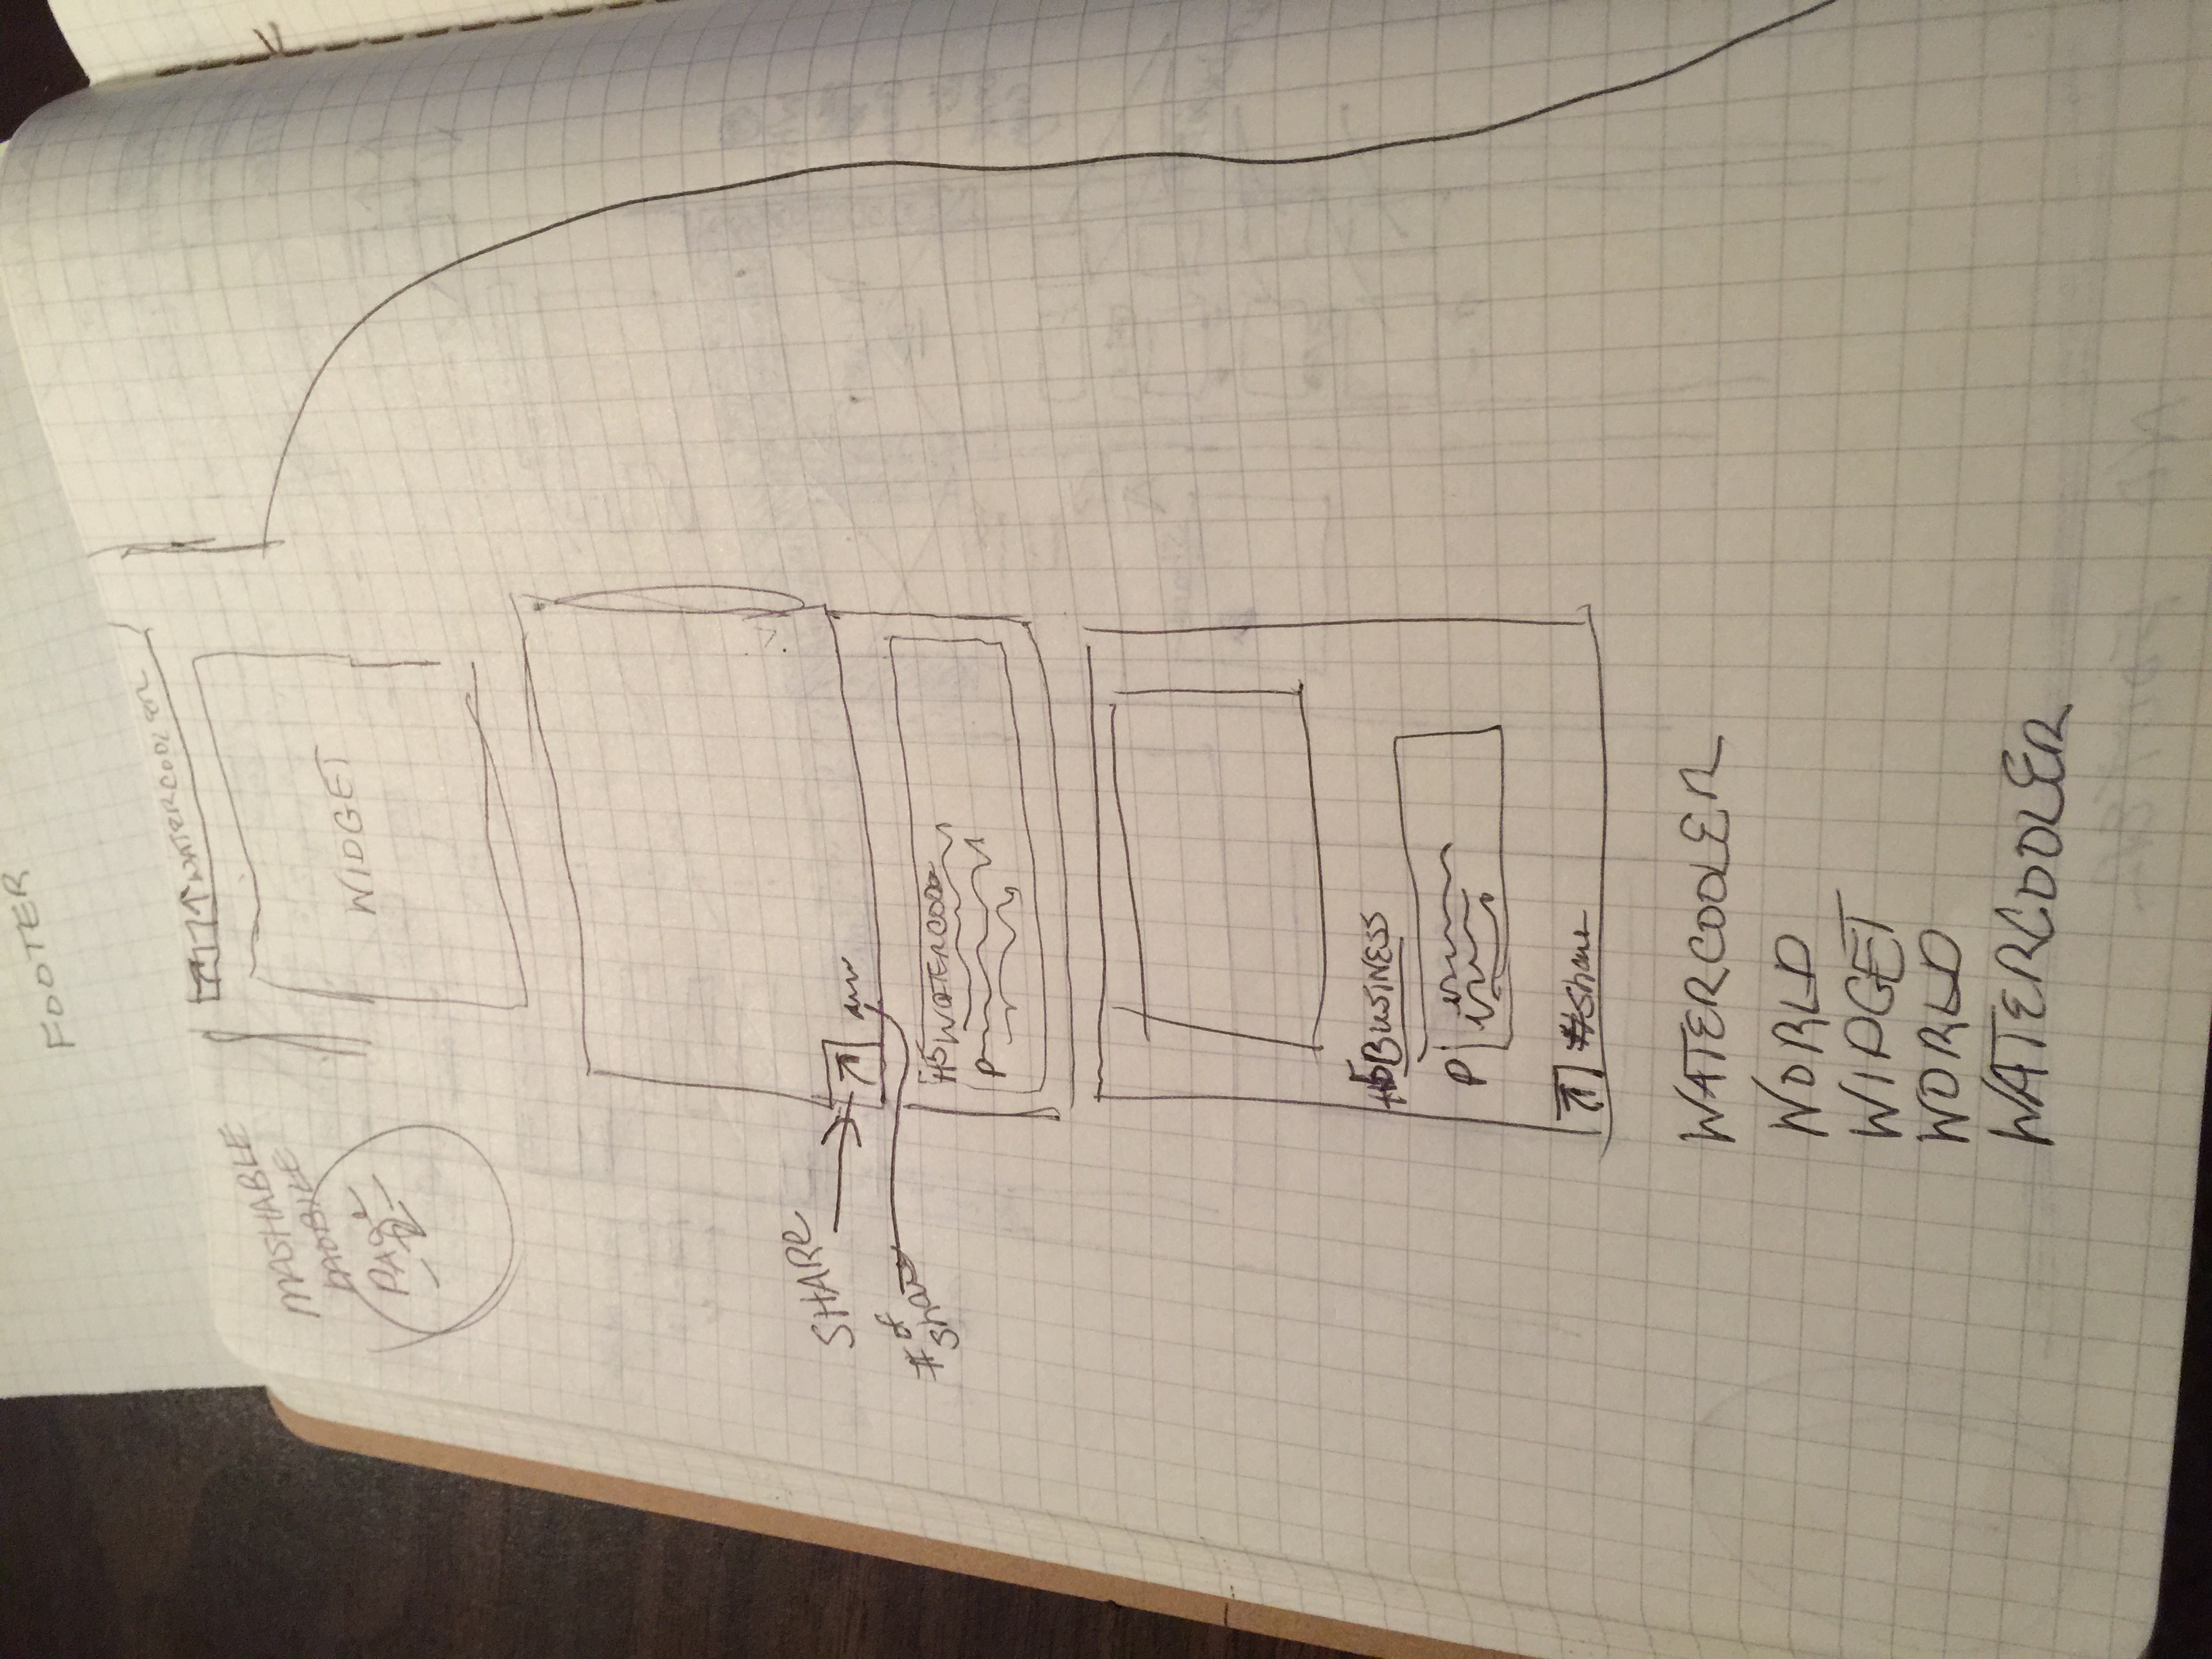 FOOTER
WATERCOOLER
MASHABLE
MOBILE
PAGE
-2-
WIDGET
SHARE
# of
share
H5 WATERCOO
P
H5 BUSINESS
P
#Share
WATERCOOLER
WORLD
WIDGET
WORLD
WATERCOOLER